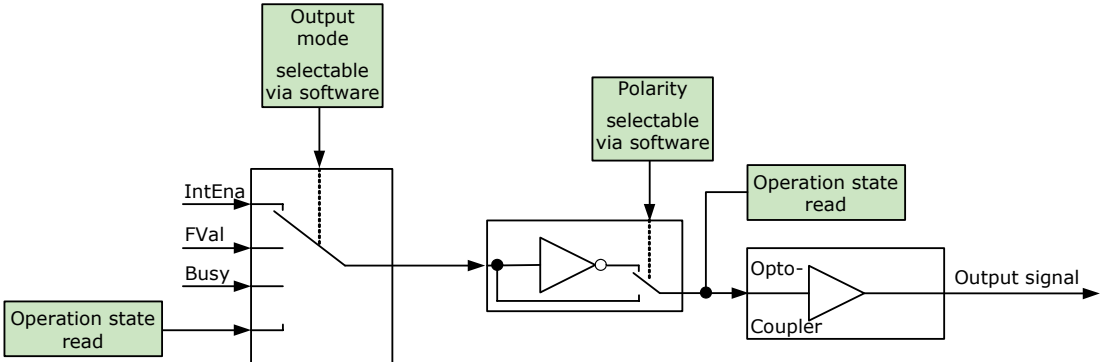 Output
mode
selectable
via software
Polarity
selectable
via software
IntEna
Operation state
read
FVal
Busy
Opto-
Output signal
Operation state
read
Coupler